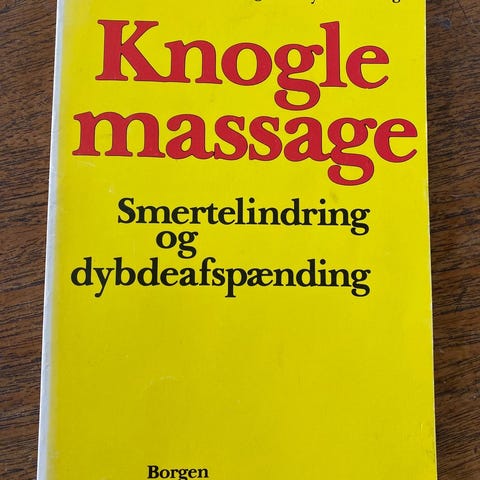 Knogle
massage
Smertelindring
og
dybdeafspænding
Borgen